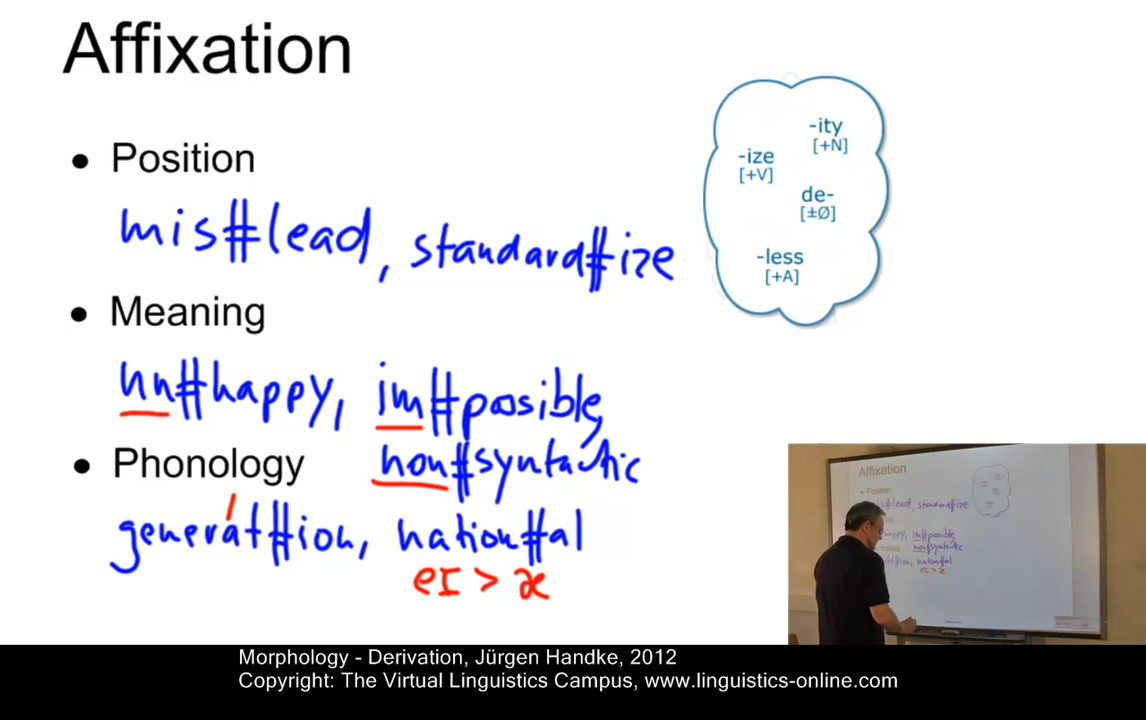 Affixation
• Position
mis#lead, standard#ize
• Meaning
un#happy, im#posible,
non#syntactic
• Phonology
generat#ion, nation#al
eɪ > æ
-ity
[+N]
-ize
[+V]
de-
[±Ø]
-less
[+A]
Affixation
Morphology - Derivation, Jürgen Handke, 2012
Copyright: The Virtual Linguistics Campus, www.linguistics-online.com